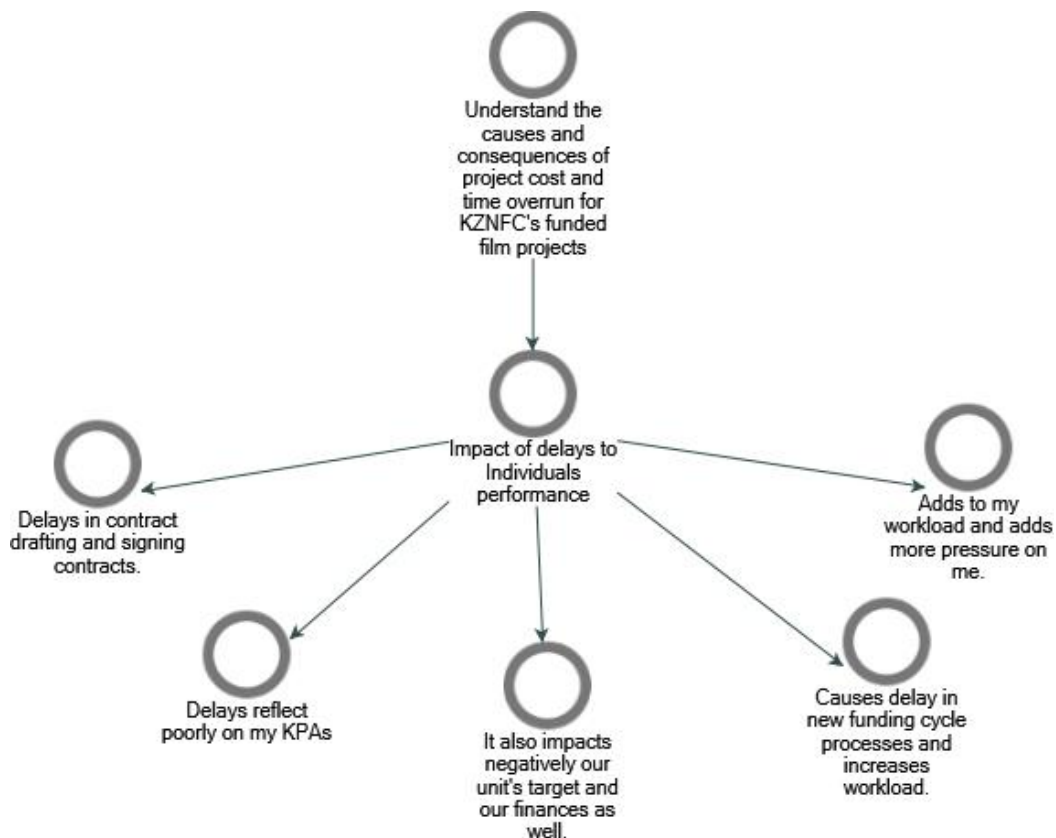 Understand the
causes and
consequences of
project cost and
time overrun for
KZNFC's funded
film projects
Impact of delays to
Individuals
performance
Delays in contract
drafting and signing
contracts.
Adds to my
workload and adds
more pressure on
me.
Delays reflect
poorly on my KPAs
It also impacts
negatively our
unit's target and
our finances as
well.
Causes delay in
new funding cycle
processes and
increases
workload.